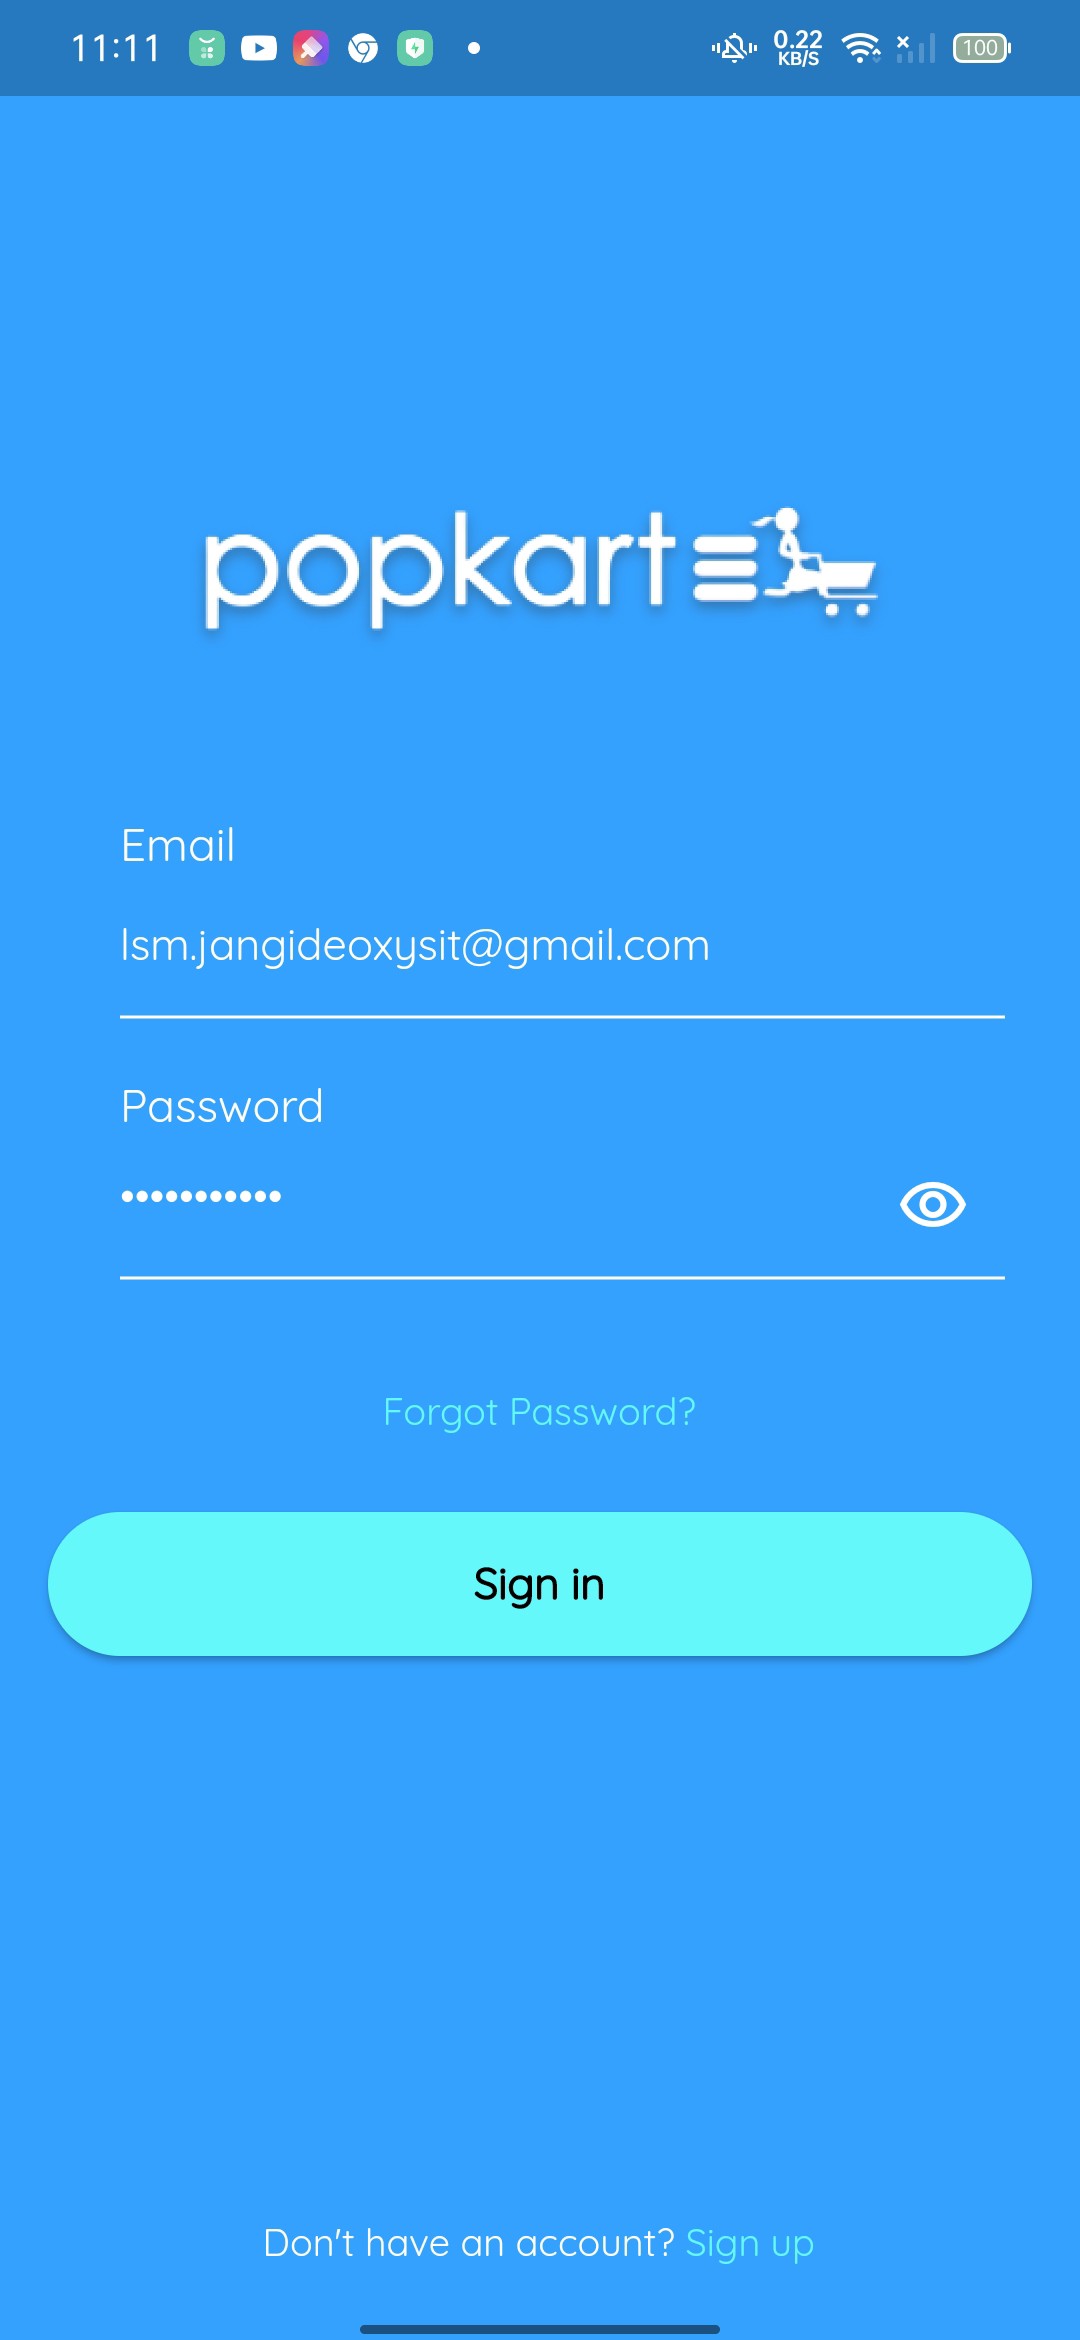 11:11 0.22 KB/S 100
popkart
Email
lsm.jangideoxysit@gmail.com
Password
•••••••••••
Forgot Password?
Sign in
Don't have an account? Sign up